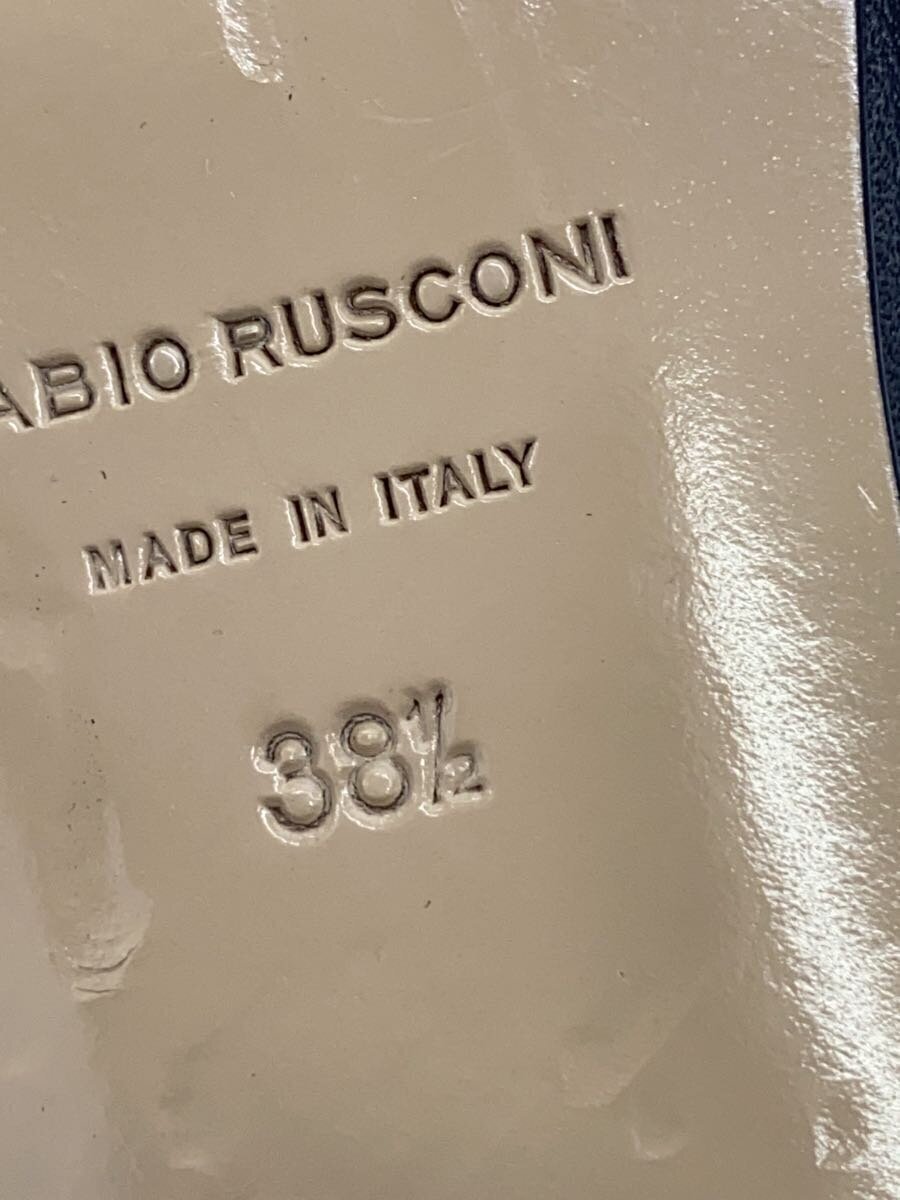 ABIO RUSCONI
MADE IN ITALY
38½